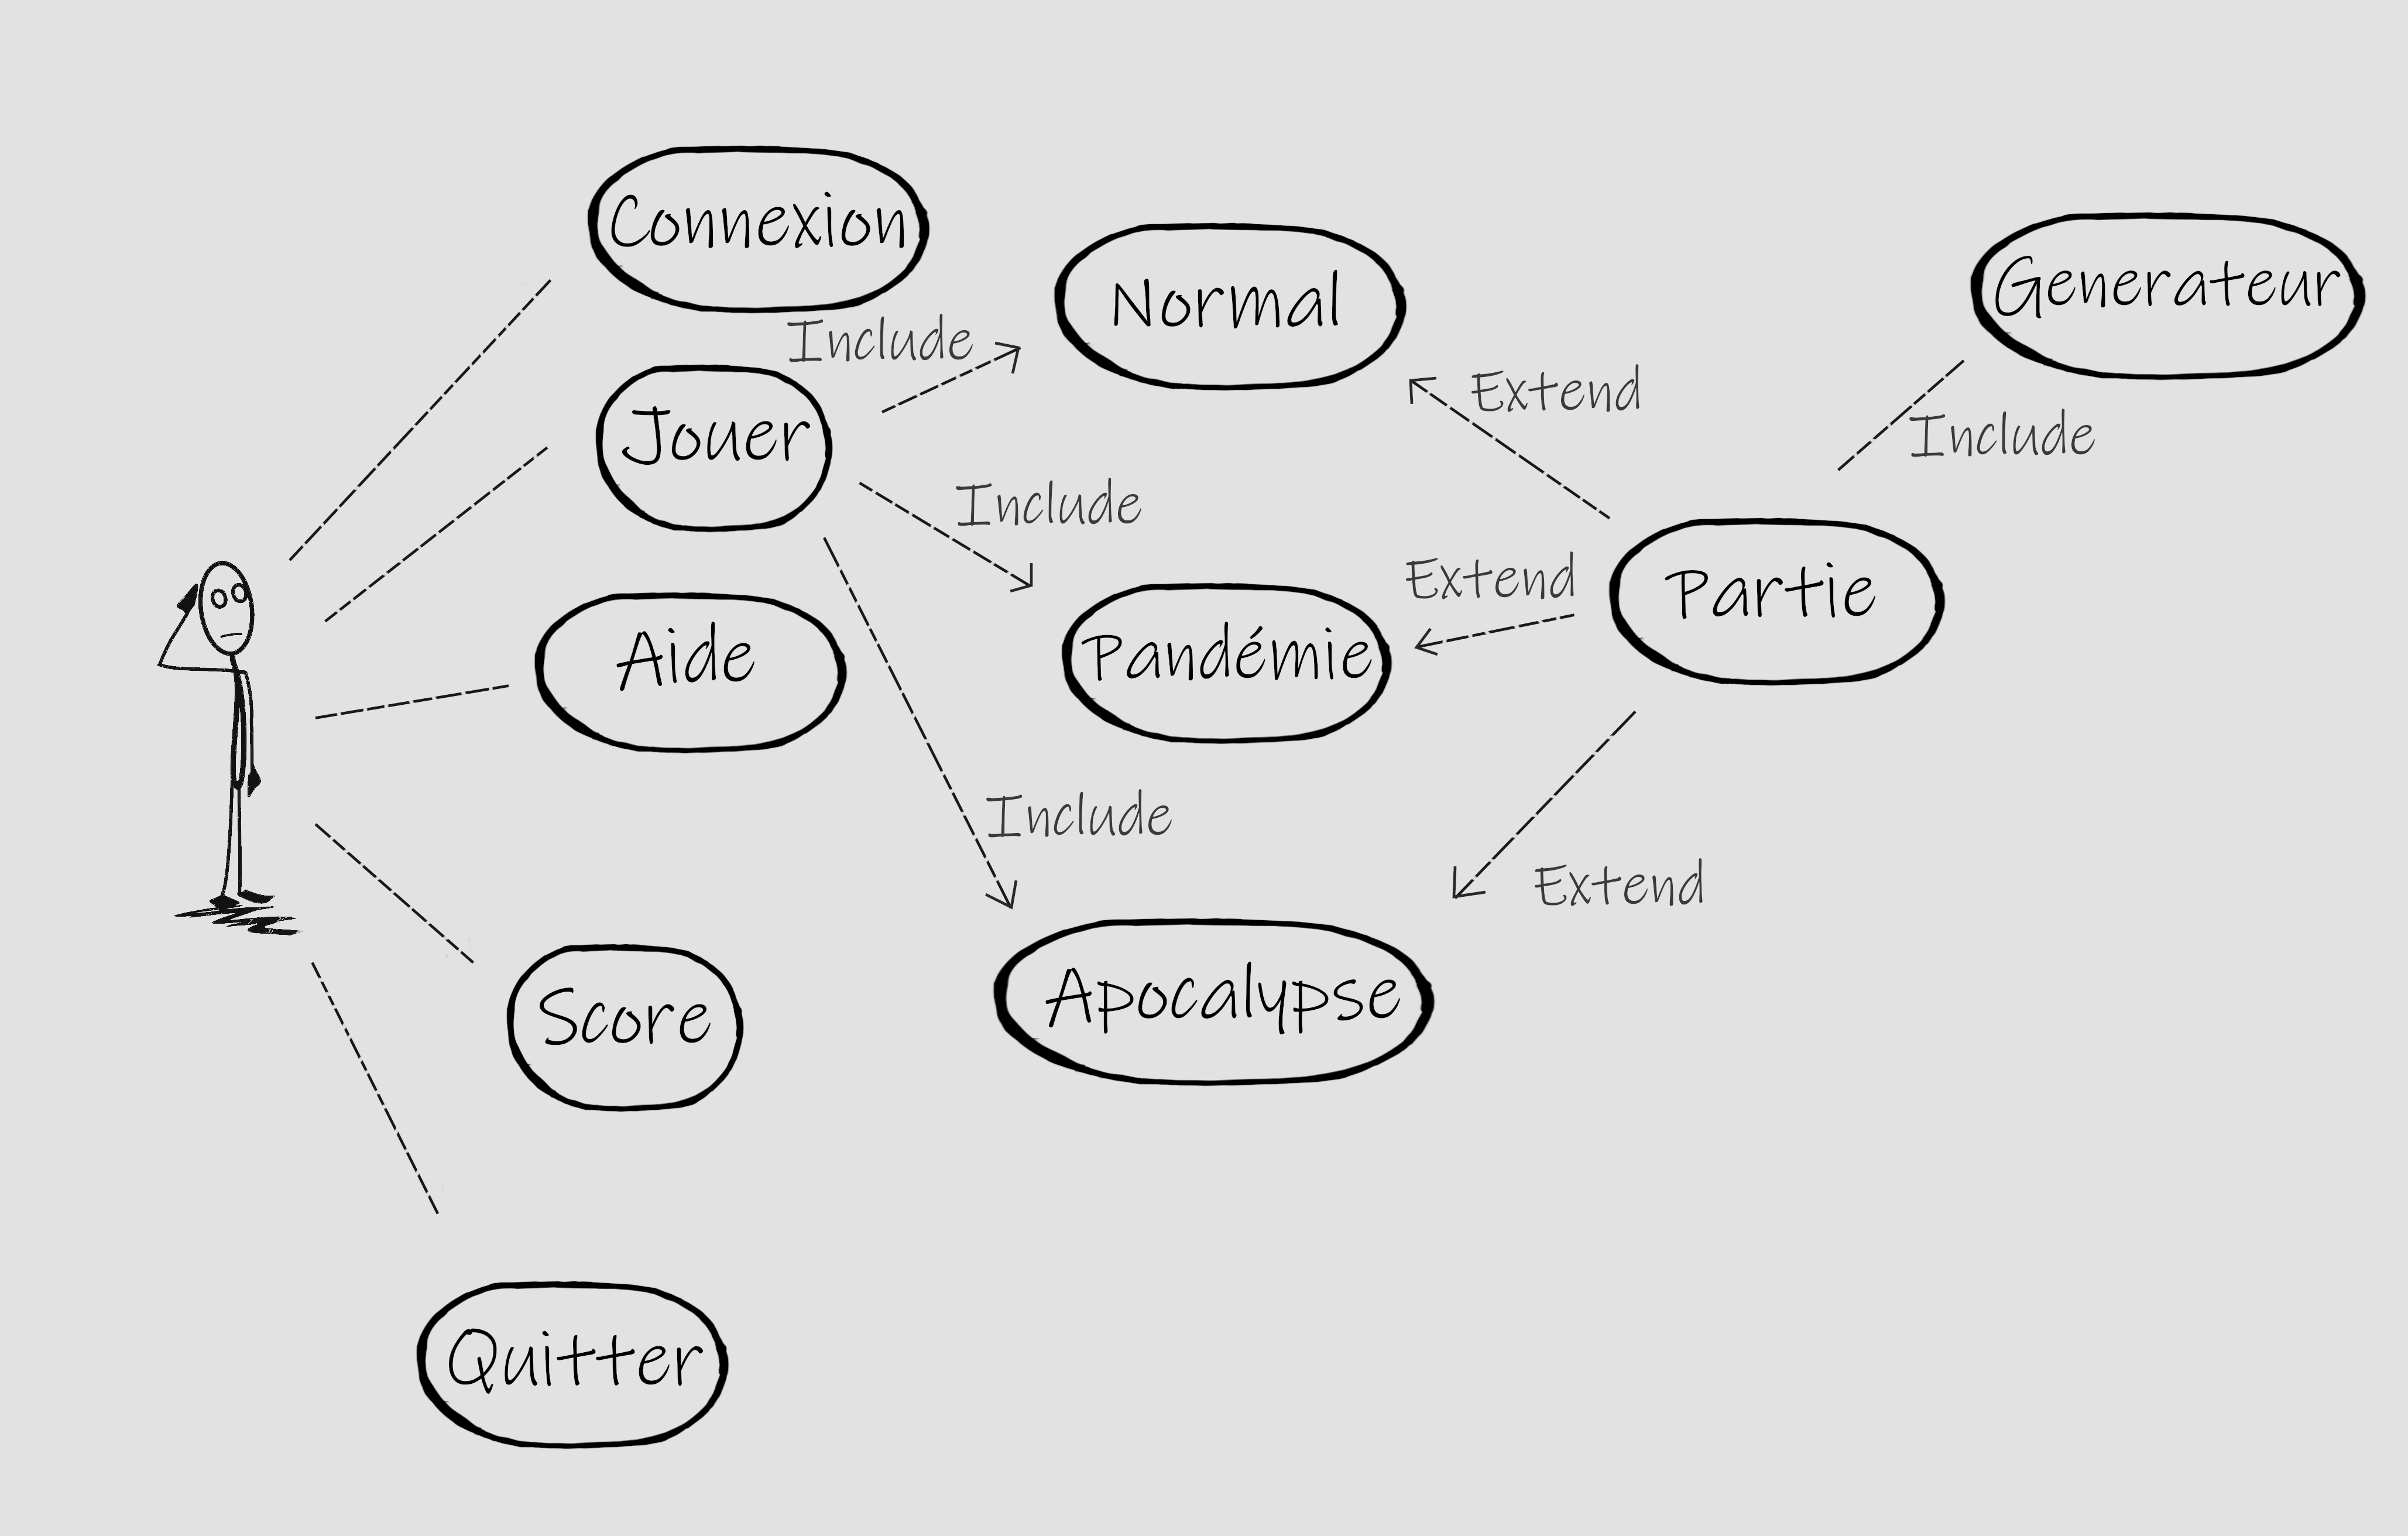 Connexion
Normal
Generateur
Include
Jouer
Extend
Include
Include
Extend
Partie
Aide
Pandémie
Include
Extend
Apocalypse
Score
Quitter